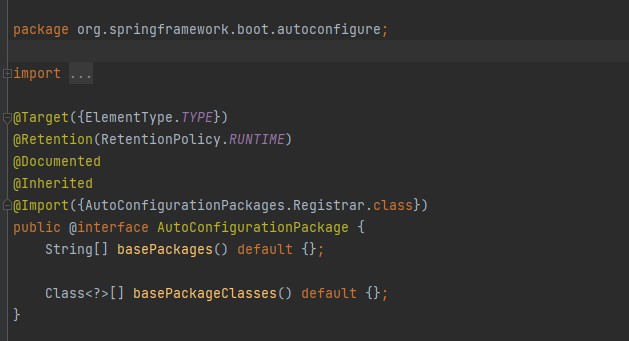 package org.springframework.boot.autoconfigure;
import ...
@Target({ElementType.TYPE})
@Retention(RetentionPolicy.RUNTIME)
@Documented
@Inherited
@Import({AutoConfigurationPackages.Registrar.class})
public @interface AutoConfigurationPackage {
    String[] basePackages() default {};
    Class<?>[] basePackageClasses() default {};
}